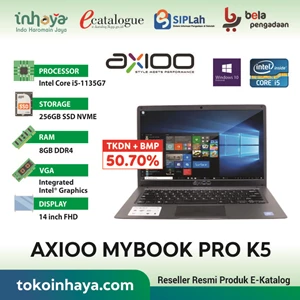 inhoya
Indo Haromain Jaya
ecatalogue
SIPLah
bela
pengadaan
PROCESSOR
Intel Core i5-1135G7
STORAGE
256GB SSD NVME
RAM
8GB DDR4
VGA
Integrated
Intel® Graphics
DISPLAY
14 inch FHD
AXIOO
STYLE MEETS PERFORMANCE
Windows 10
intel
CORE i5
TKDN + BMP
50.70%
AXIOO
AXIOO MYBOOK PRO K5
tokoinhaya.com
Reseller Resmi Produk E-Katalog